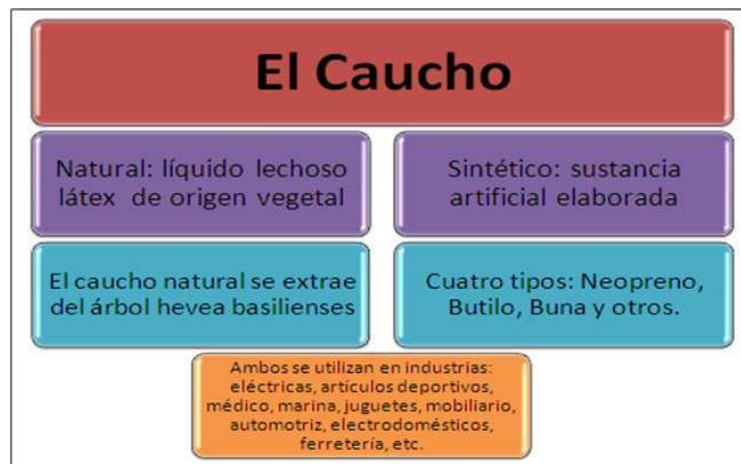 El Caucho
Natural: líquido lechoso
látex de origen vegetal
Sintético: sustancia
artificial elaborada
El caucho natural se extrae
del árbol hevea basilienses
Cuatro tipos: Neopreno,
Butilo, Buna y otros.
Ambos se utilizan en industrias:
eléctricas, artículos deportivos,
médico, marina, juguetes, mobiliario,
automotriz, electrodomésticos,
ferretería, etc.